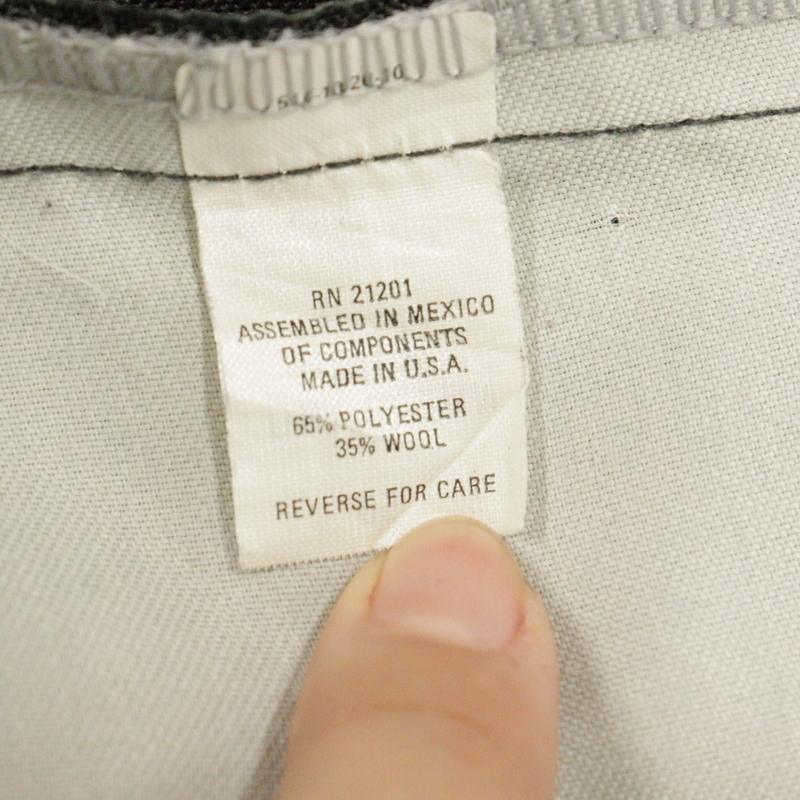 RN 21201
ASSEMBLED IN MEXICO
OF COMPONENTS
MADE IN U.S.A.
65% POLYESTER
35% WOOL
REVERSE FOR CARE